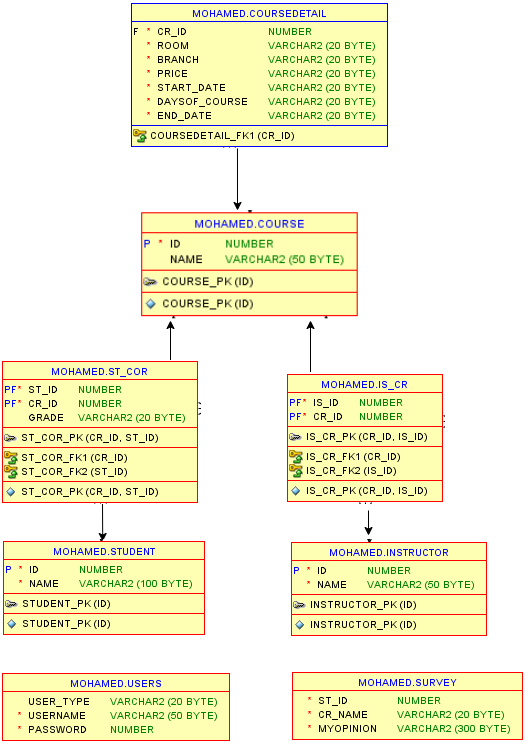 MOHAMED.COURSEDETAIL
F * CR_ID NUMBER
* ROOM VARCHAR2 (20 BYTE)
* BRANCH VARCHAR2 (20 BYTE)
* PRICE VARCHAR2 (20 BYTE)
* START_DATE VARCHAR2 (20 BYTE)
* DAYSOF_COURSE VARCHAR2 (20 BYTE)
* END_DATE VARCHAR2 (20 BYTE)
COURSEDETAIL_FK1 (CR_ID)
MOHAMED.COURSE
P * ID NUMBER
NAME VARCHAR2 (50 BYTE)
COURSE_PK (ID)
COURSE_PK (ID)
MOHAMED.ST_COR
PF* ST_ID NUMBER
PF* CR_ID NUMBER
GRADE VARCHAR2 (20 BYTE)
ST_COR_PK (CR_ID, ST_ID)
ST_COR_FK1 (CR_ID)
ST_COR_FK2 (ST_ID)
ST_COR_PK (CR_ID, ST_ID)
MOHAMED.IS_CR
PF* IS_ID NUMBER
PF* CR_ID NUMBER
IS_CR_PK (CR_ID, IS_ID)
IS_CR_FK1 (CR_ID)
IS_CR_FK2 (IS_ID)
IS_CR_PK (CR_ID, IS_ID)
MOHAMED.STUDENT
P * ID NUMBER
* NAME VARCHAR2 (100 BYTE)
STUDENT_PK (ID)
STUDENT_PK (ID)
MOHAMED.INSTRUCTOR
P * ID NUMBER
* NAME VARCHAR2 (50 BYTE)
INSTRUCTOR_PK (ID)
INSTRUCTOR_PK (ID)
MOHAMED.USERS
USER_TYPE VARCHAR2 (20 BYTE)
* USERNAME VARCHAR2 (50 BYTE)
* PASSWORD NUMBER
MOHAMED.SURVEY
* ST_ID NUMBER
* CR_NAME VARCHAR2 (20 BYTE)
* MYOPINION VARCHAR2 (300 BYTE)